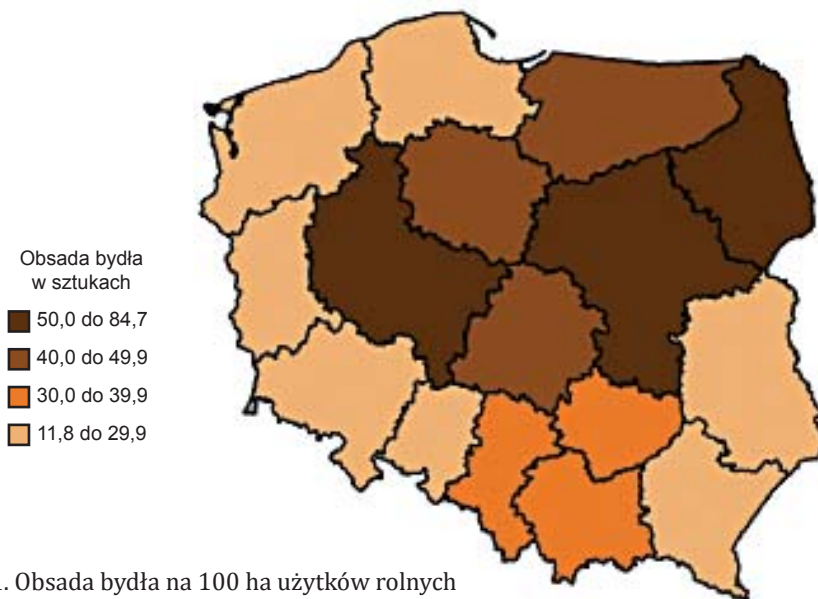 Obsada bydła
w sztukach
50,0 do 84,7
40,0 do 49,9
30,0 do 39,9
11,8 do 29,9
. Obsada bydła na 100 ha użytków rolnych